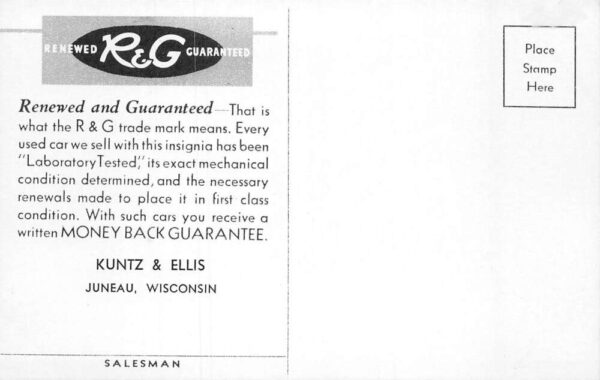 RENEWED R&G GUARANTEED
Renewed and Guaranteed—That is
what the R & G trade mark means. Every
used car we sell with this insignia has been
"Laboratory Tested," its exact mechanical
condition determined, and the necessary
renewals made to place it in first class
condition. With such cars you receive a
written MONEY BACK GUARANTEE.
KUNTZ & ELLIS
JUNEAU, WISCONSIN
SALESMAN
Place
Stamp
Here